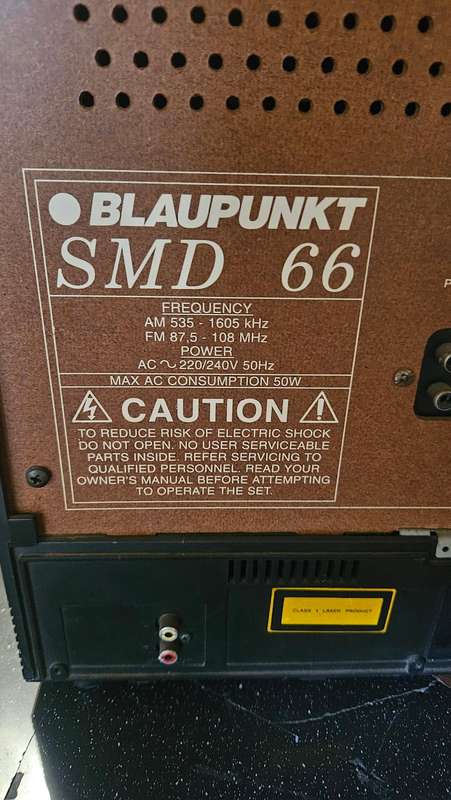 BLAUPUNKT
SMD 66
FREQUENCY
AM 535 - 1605 kHz
FM 87,5 - 108 MHz
POWER
AC ∿ 220/240V 50Hz
MAX AC CONSUMPTION 50W
CAUTION
TO REDUCE RISK OF ELECTRIC SHOCK
DO NOT OPEN. NO USER SERVICEABLE
PARTS INSIDE. REFER SERVICING TO
QUALIFIED PERSONNEL. READ YOUR
OWNER'S MANUAL BEFORE ATTEMPTING
TO OPERATE THE SET.
P
CLASS 1 LASER PRODUCT